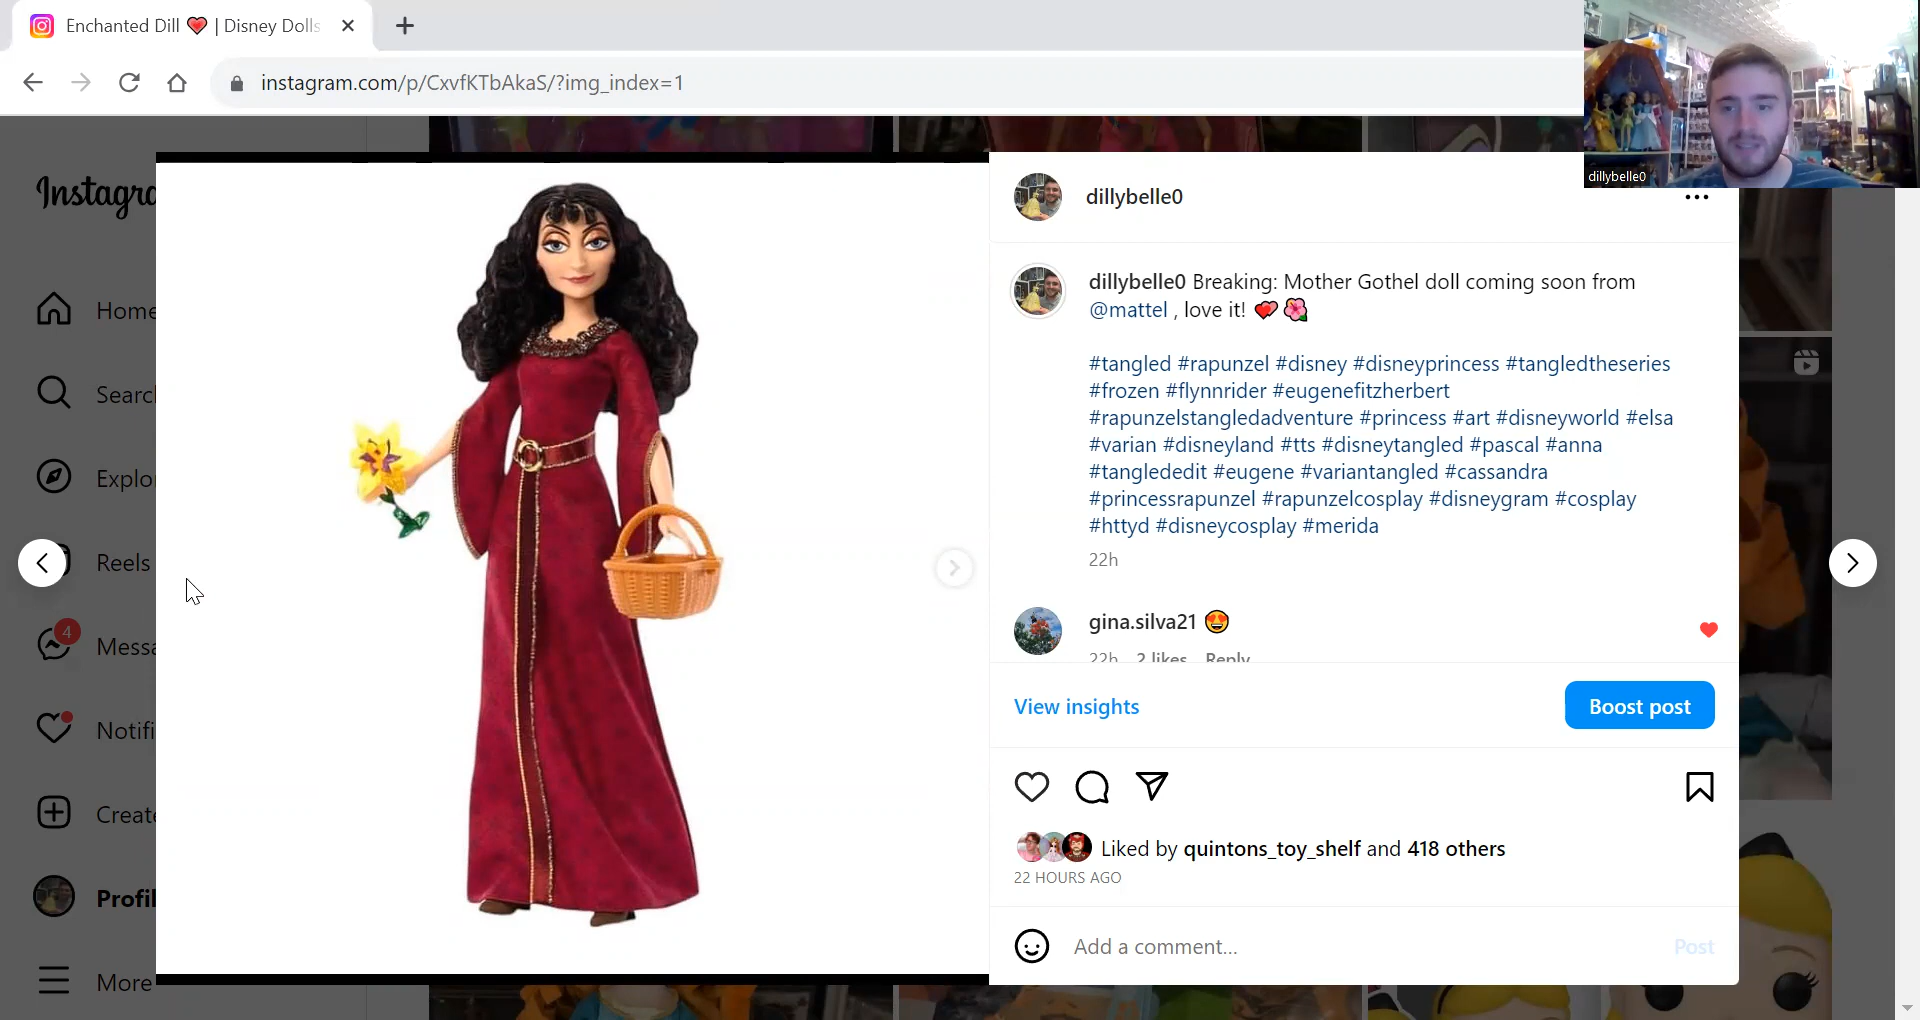 Enchanted Dill ❤ | Disney Dolls
instagram.com/p/CxvfKTbAkaS/?img_index=1
dillybelle0
Instagra
dillybelle0
Home
dillybelle0 Breaking: Mother Gothel doll coming soon from
@mattel , love it! 💕 🌺
#tangled #rapunzel #disney #disneyprincess #tangledtheseries
#frozen #flynnrider #eugenefitzherbert
#rapunzelstangledadventure #princess #art #disneyworld #elsa
#varian #disneyland #tts #disneytangled #pascal #anna
#tanglededit #eugene #variantangled #cassandra
#princessrapunzel #rapunzelcosplay #disneygram #cosplay
#httyd #disneycosplay #merida
22h
Searc
Explo
Reels
4
Messa
Notifi
Create
Profil
More
gina.silva21 😍
22h 2 likes Reply
View insights
Boost post
Liked by quintons_toy_shelf and 418 others
22 HOURS AGO
Add a comment...
Post